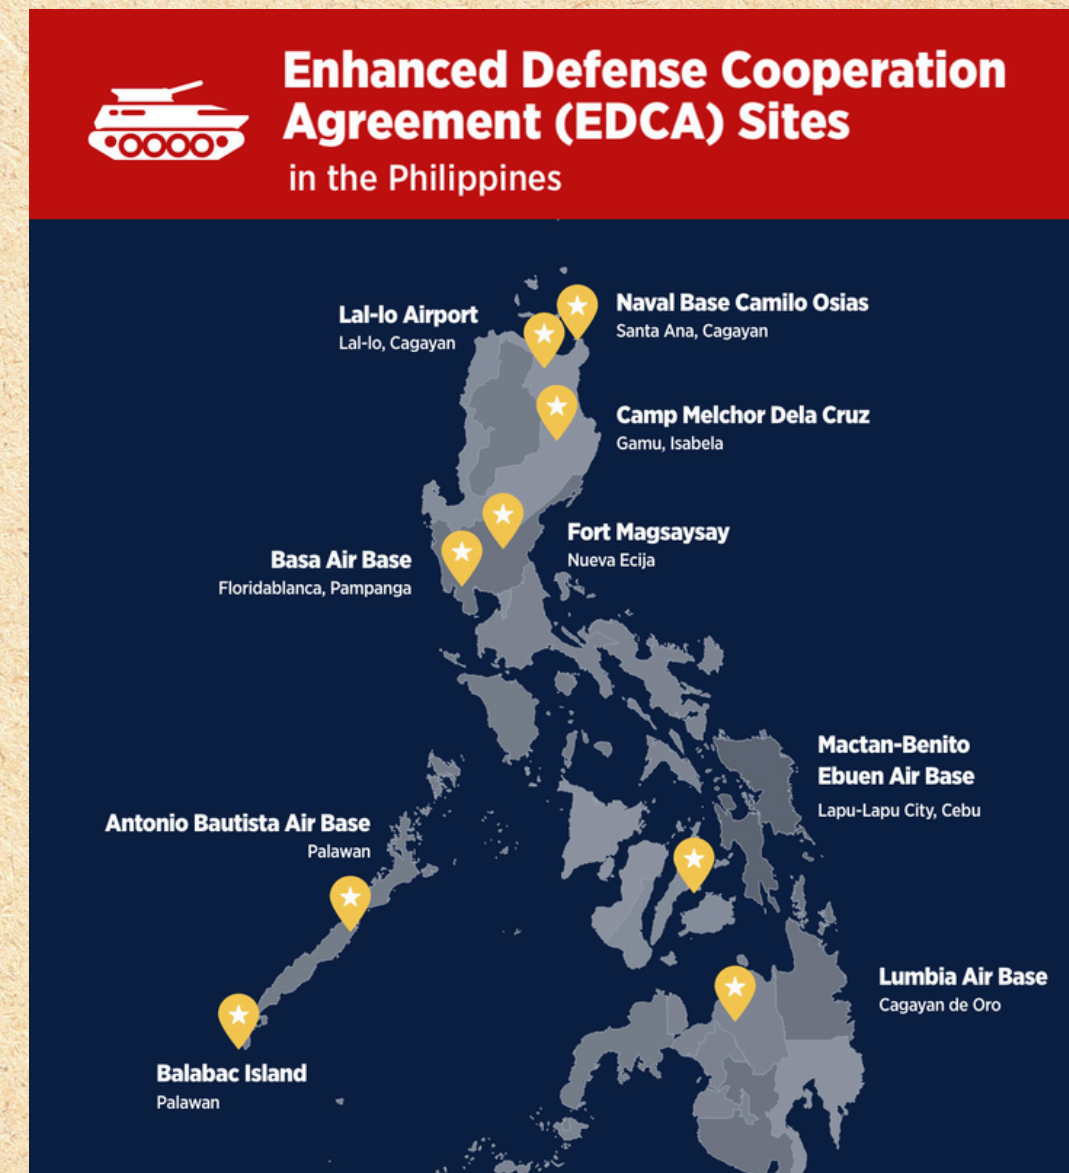 Enhanced Defense Cooperation
Agreement (EDCA) Sites
in the Philippines
Lal-lo Airport
Lal-lo, Cagayan
Naval Base Camilo Osias
Santa Ana, Cagayan
Camp Melchor Dela Cruz
Gamu, Isabela
Fort Magsaysay
Nueva Ecija
Basa Air Base
Floridablanca, Pampanga
Mactan-Benito
Ebuen Air Base
Lapu-Lapu City, Cebu
Antonio Bautista Air Base
Palawan
Lumbia Air Base
Cagayan de Oro
Balabac Island
Palawan